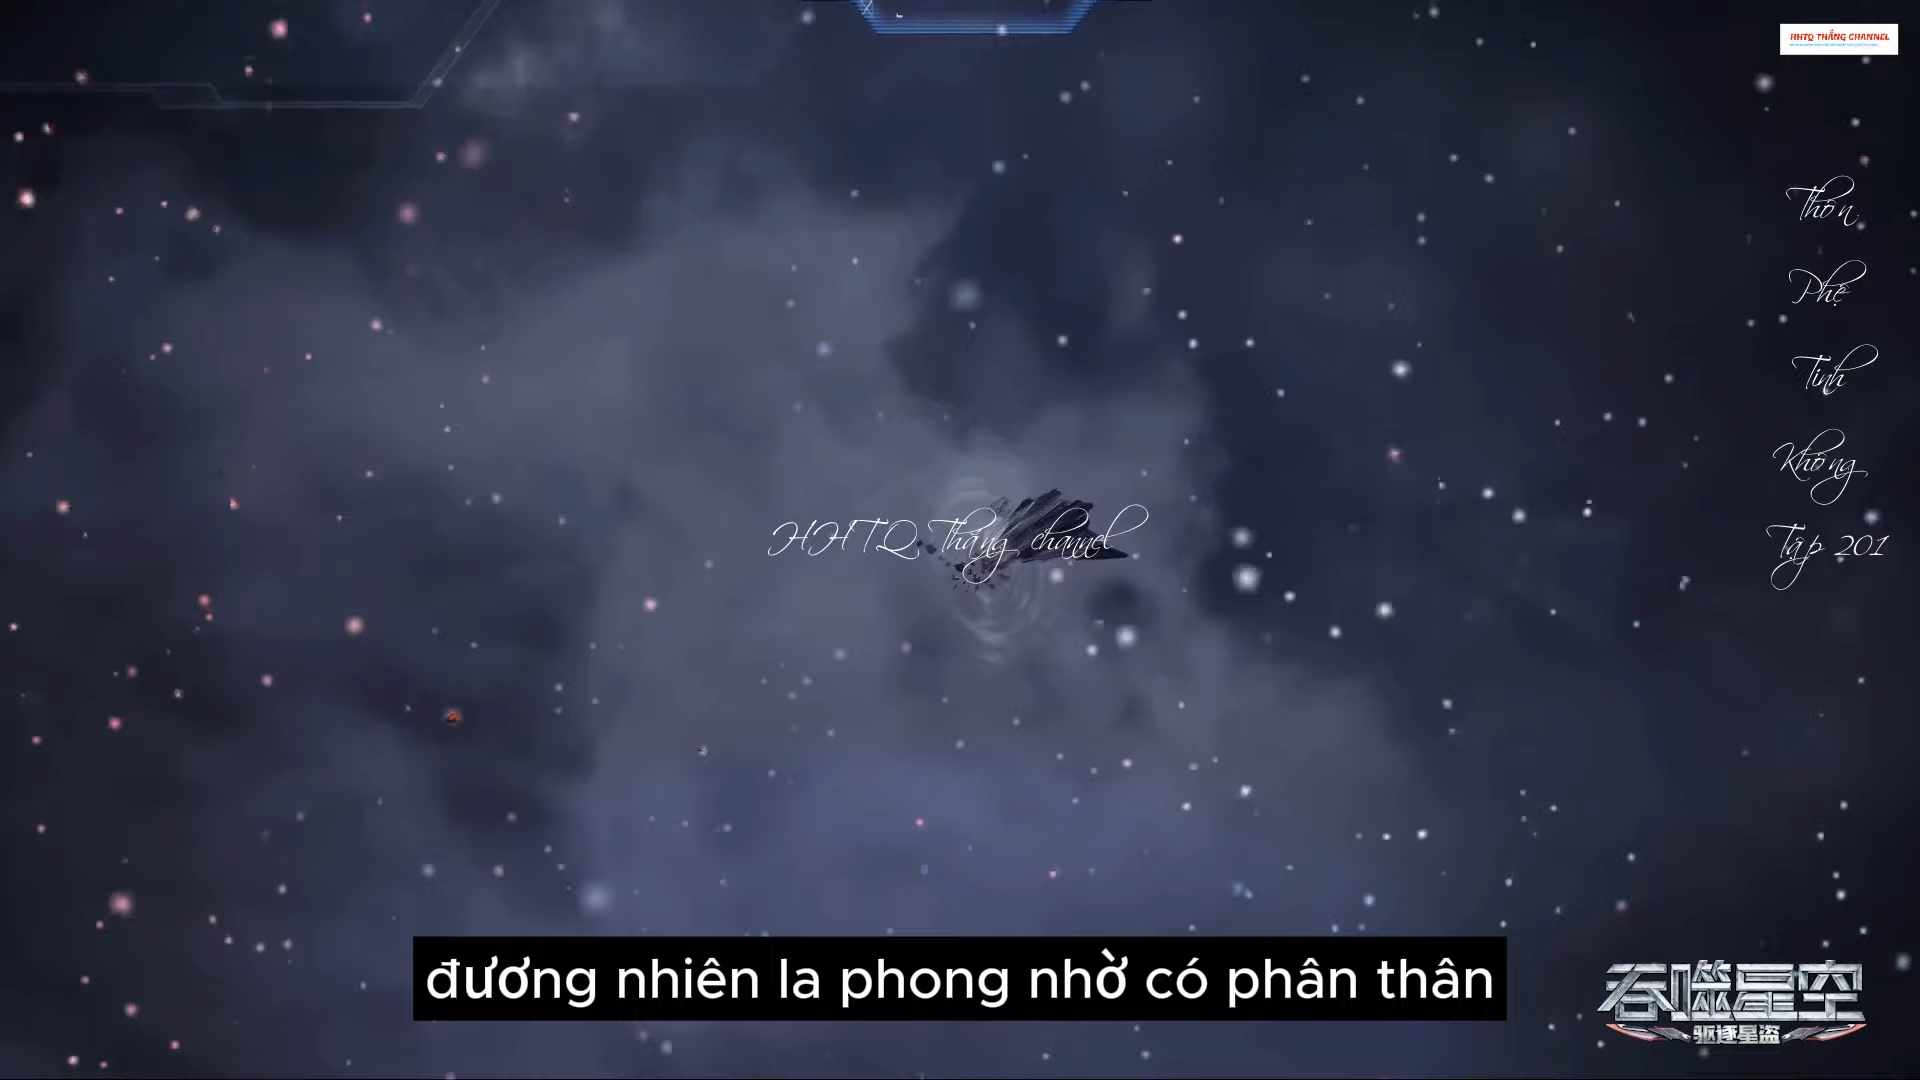 HHTQ THẮNG CHANNEL
Thôn
Phệ
Tinh
Không
Tập 201
HHTQ Thắng channel
đương nhiên la phong nhờ có phân thân
吞噬星空
驱逐星盗